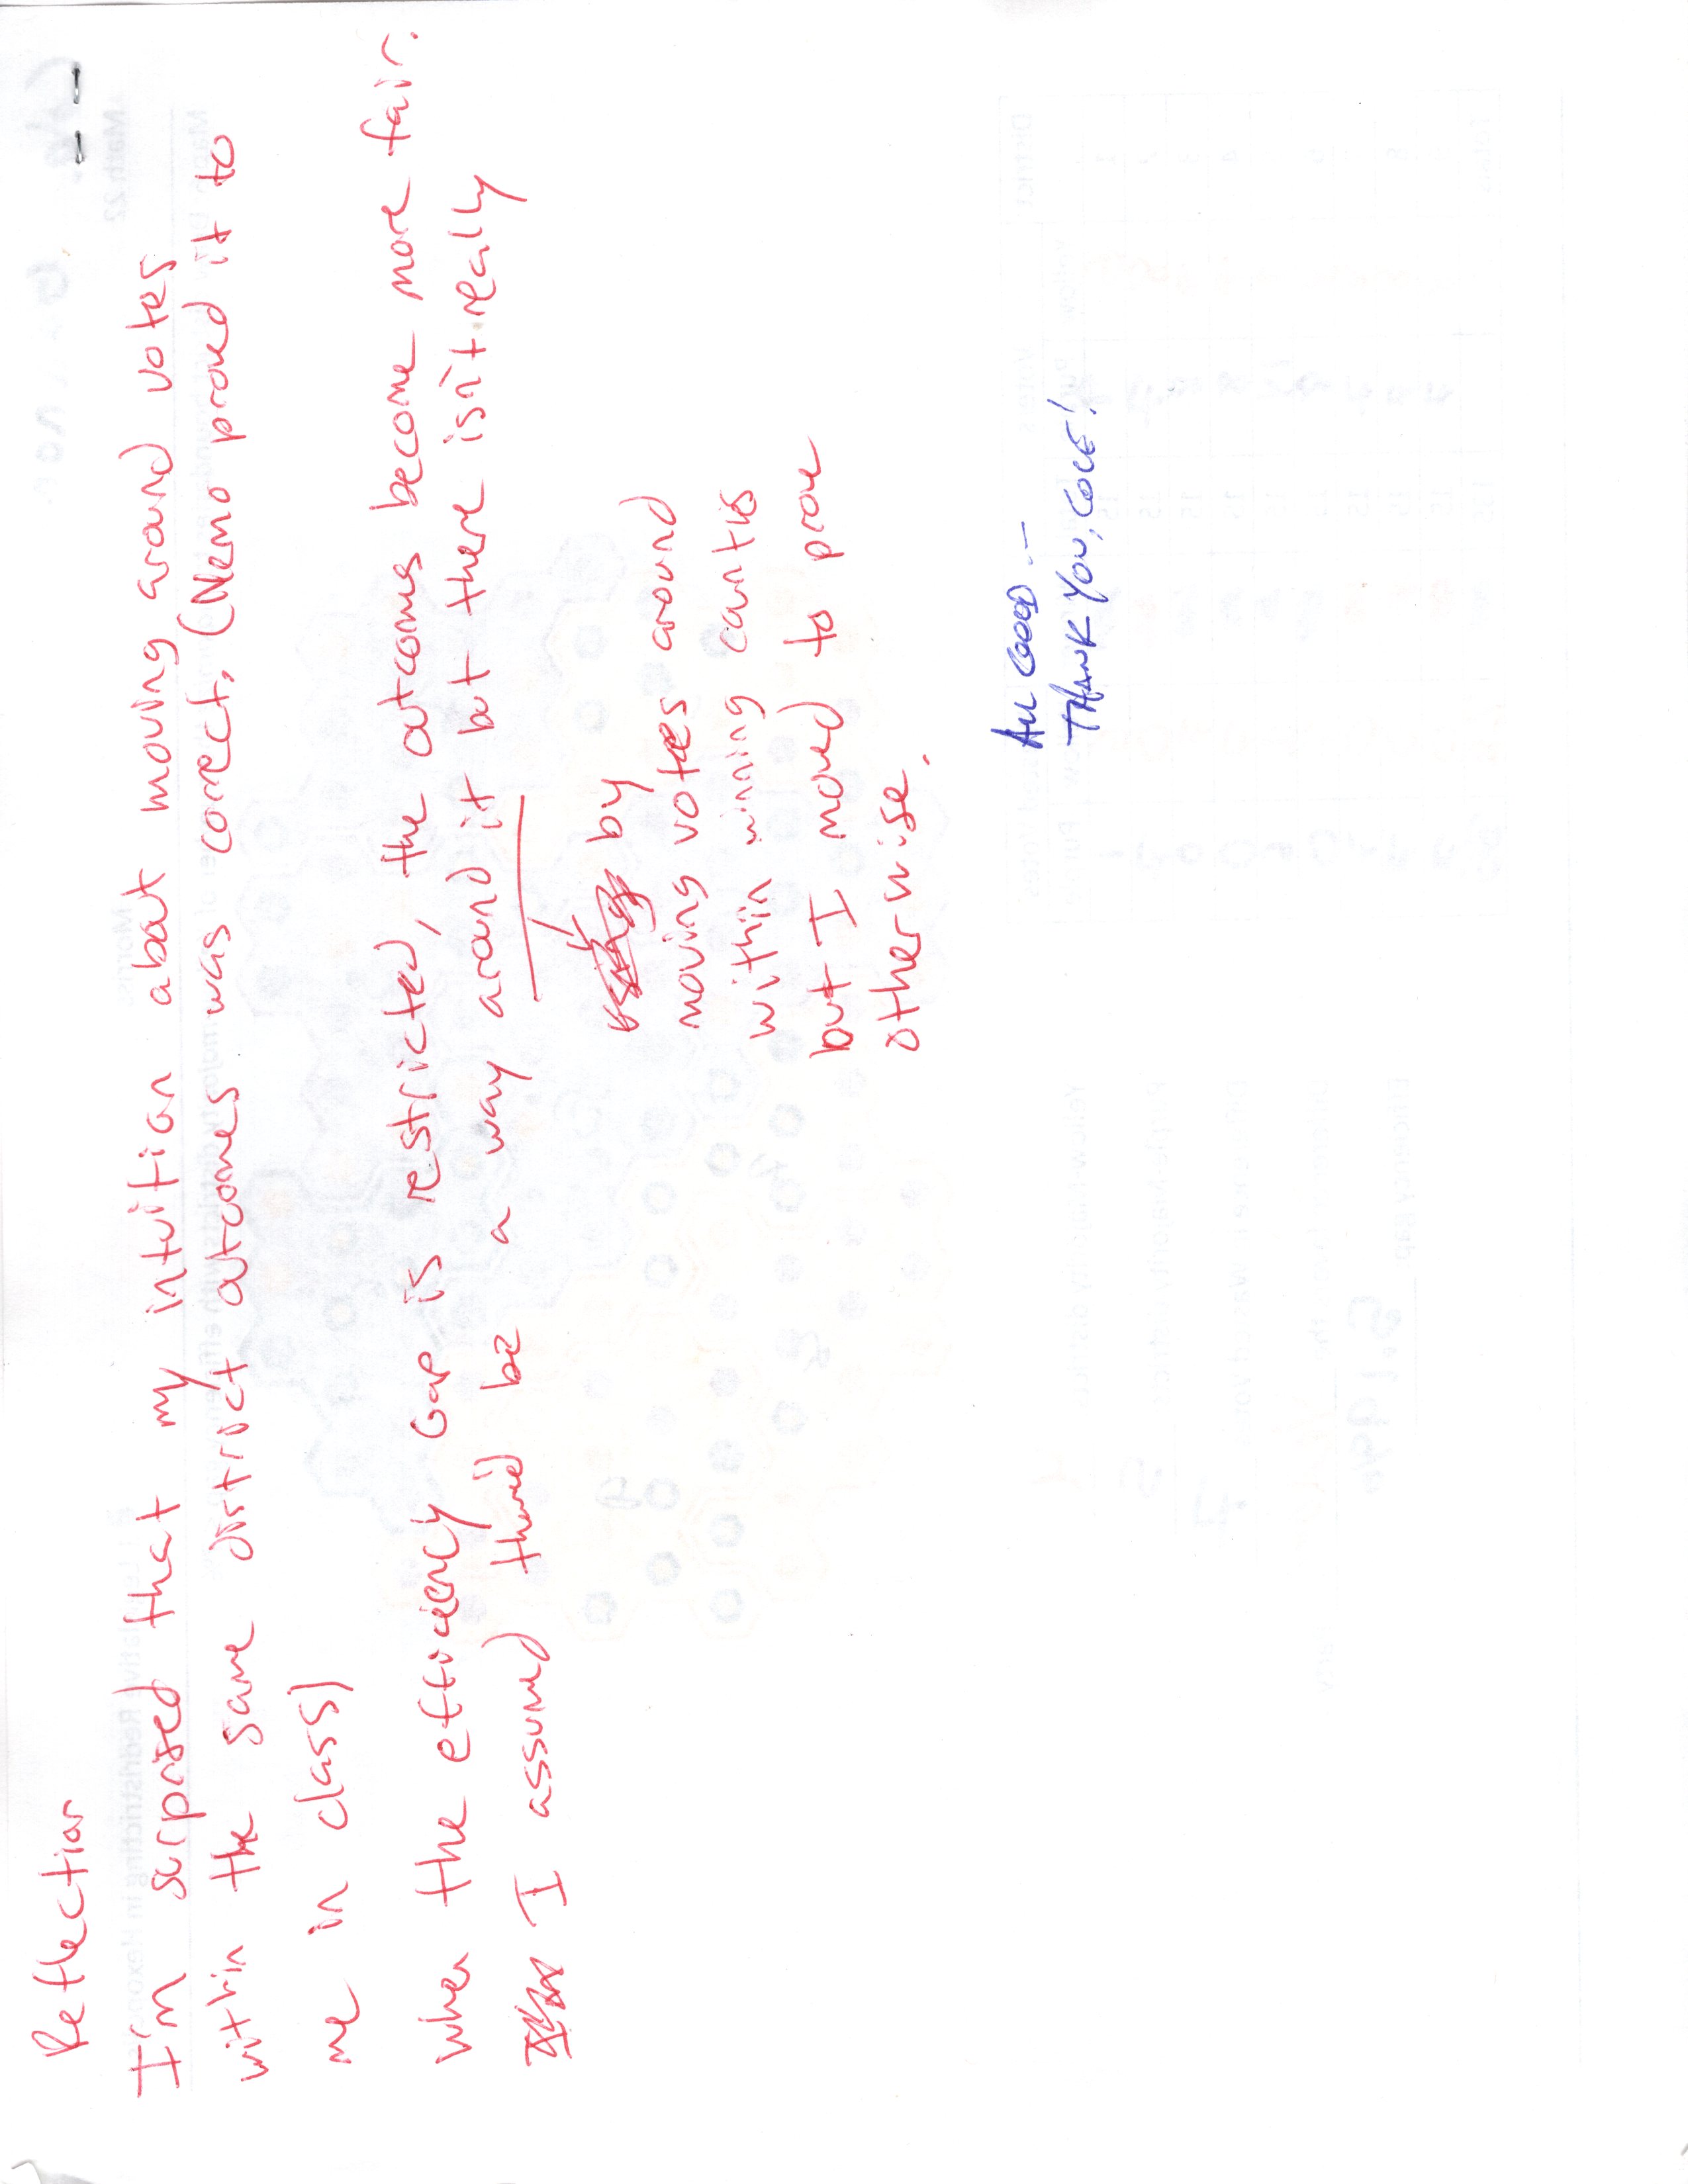 Reflection
I'm surprised that my intuition about moving around votes
within the same district outcomes was correct. (Nemo proved it to
me in class)
When the efficiency Gap is restricted, the outcomes become more fair.
I assumed be a way around it but there isn't really
by
moving votes around
within winning
but I moved to prove
otherwise.
All Good --
Thank you, Cole!
Math 22